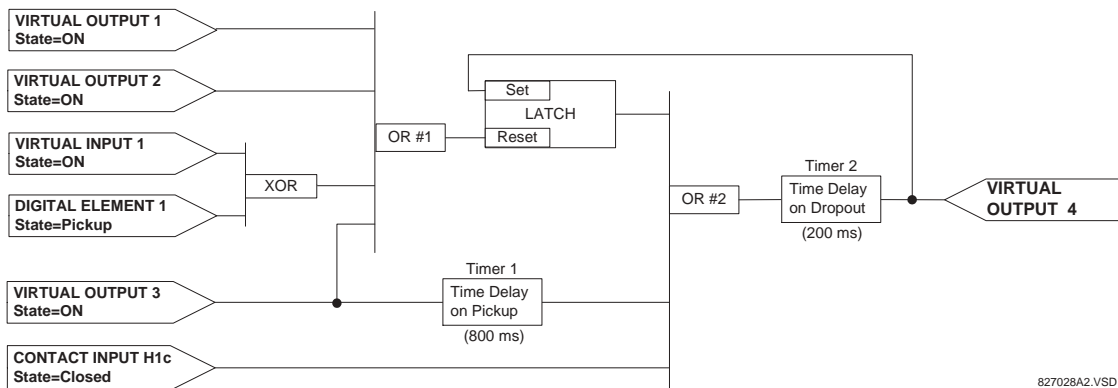 VIRTUAL OUTPUT 1
State=ON
VIRTUAL OUTPUT 2
State=ON
VIRTUAL INPUT 1
State=ON
DIGITAL ELEMENT 1
State=Pickup
VIRTUAL OUTPUT 3
State=ON
CONTACT INPUT H1c
State=Closed
XOR
OR #1
Set
LATCH
Reset
Timer 1
Time Delay
on Pickup
(800 ms)
OR #2
Timer 2
Time Delay
on Dropout
(200 ms)
VIRTUAL
OUTPUT 4
827028A2.VSD